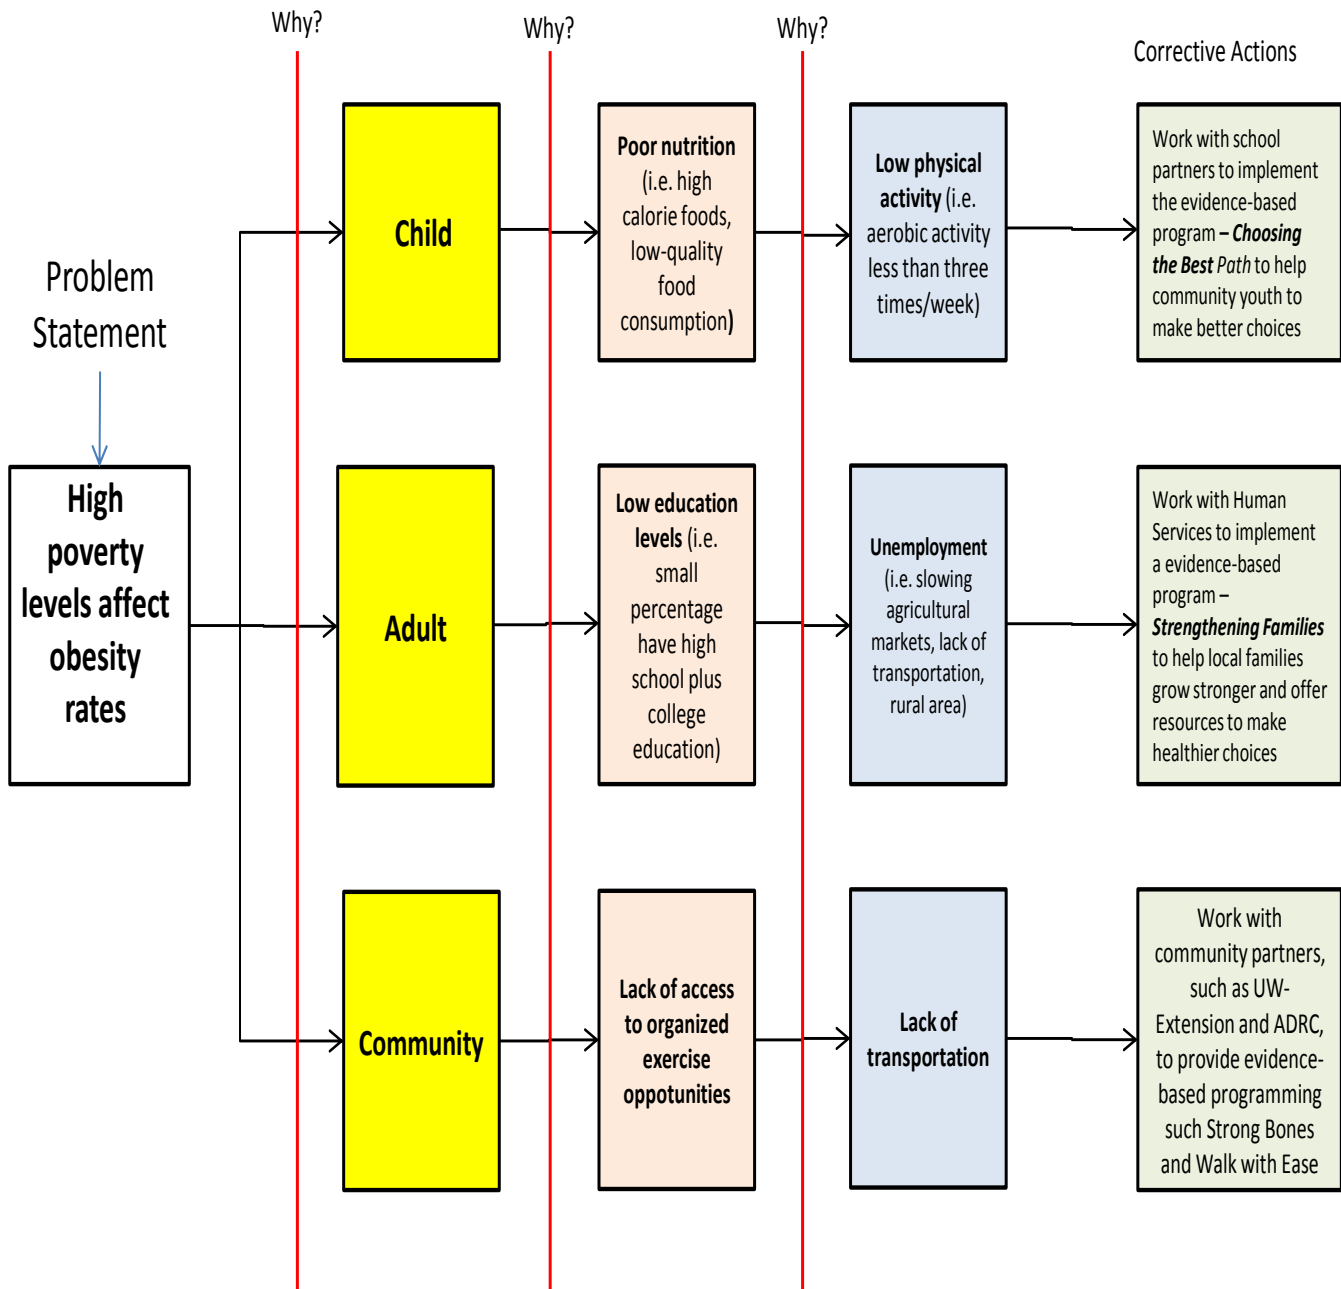 Why?
Why?
Why?
Corrective Actions
Problem
Statement
High
poverty
levels affect
obesity
rates
Child
Poor nutrition
(i.e. high
calorie foods,
low-quality
food
consumption)
Low physical
activity (i.e.
aerobic activity
less than three
times/week)
Work with school
partners to implement
the evidence-based
program – Choosing
the Best Path to help
community youth to
make better choices
Adult
Low education
levels (i.e.
small
percentage
have high
school plus
college
education)
Unemployment
(i.e. slowing
agricultural
markets, lack of
transportation,
rural area)
Work with Human
Services to implement
a evidence-based
program –
Strengthening Families
to help local families
grow stronger and offer
resources to make
healthier choices
Community
Lack of access
to organized
exercise
oppotunities
Lack of
transportation
Work with
community partners,
such as UW-
Extension and ADRC,
to provide evidence-
based programming
such Strong Bones
and Walk with Ease